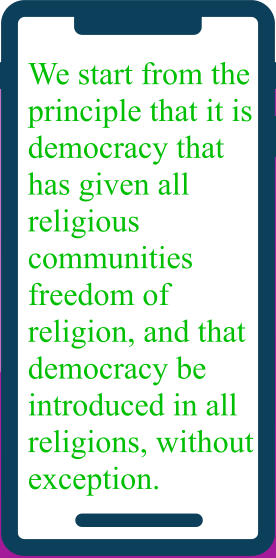 We start from the
principle that it is
democracy that
has given all
religious
communities
freedom of
religion, and that
democracy be
introduced in all
religions, without
exception.